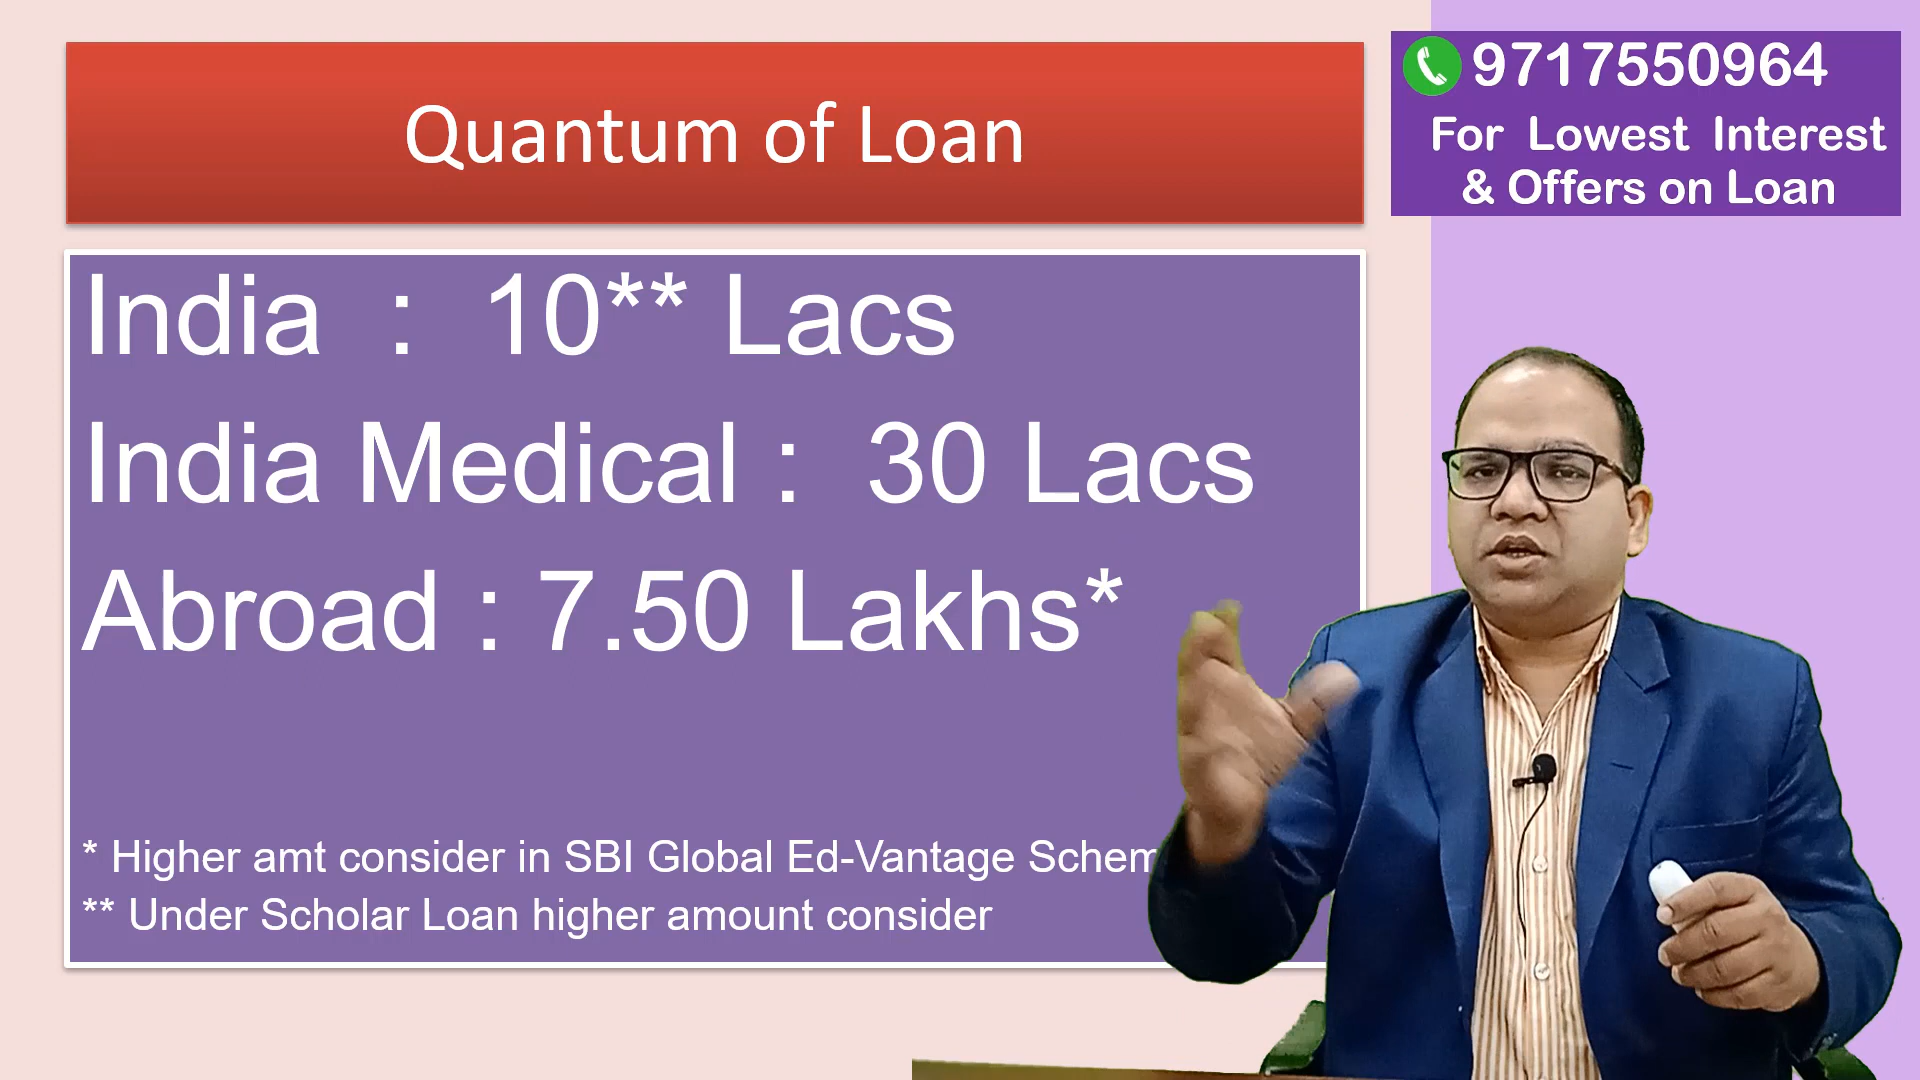 Quantum of Loan
9717550964
For Lowest Interest
& Offers on Loan
India : 10** Lacs
India Medical : 30 Lacs
Abroad : 7.50 Lakhs*
* Higher amt consider in SBI Global Ed-Vantage
** Under Scholar Loan higher amount consider